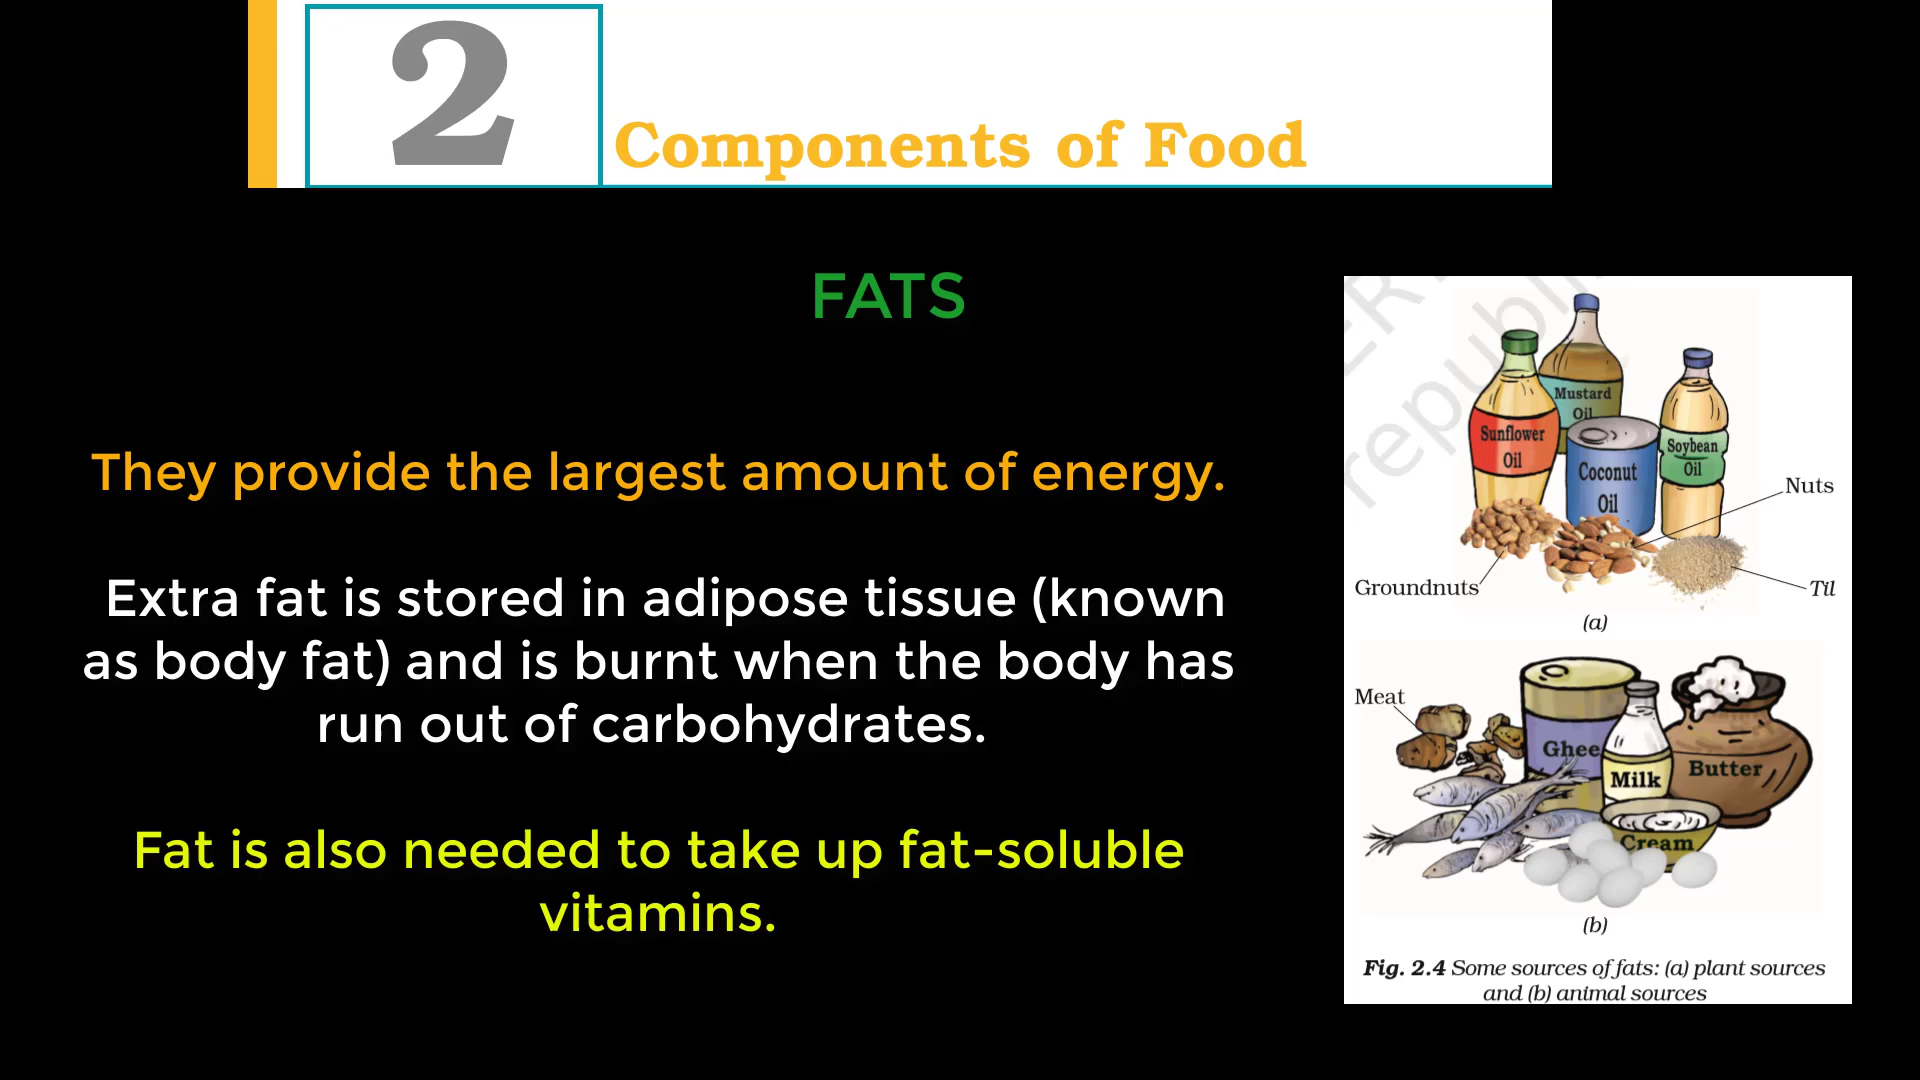 2
Components of Food
FATS
They provide the largest amount of energy.
Extra fat is stored in adipose tissue (known
as body fat) and is burnt when the body has
run out of carbohydrates.
Fat is also needed to take up fat-soluble
vitamins.
republi
Mustard
Oil
Sunflower
Oil
Coconut
Oil
Soybean
Oil
Nuts
Groundnuts
Til
(a)
Meat
Ghee
Milk
Butter
Cream
(b)
Fig. 2.4 Some sources of fats: (a) plant sources
and (b) animal sources